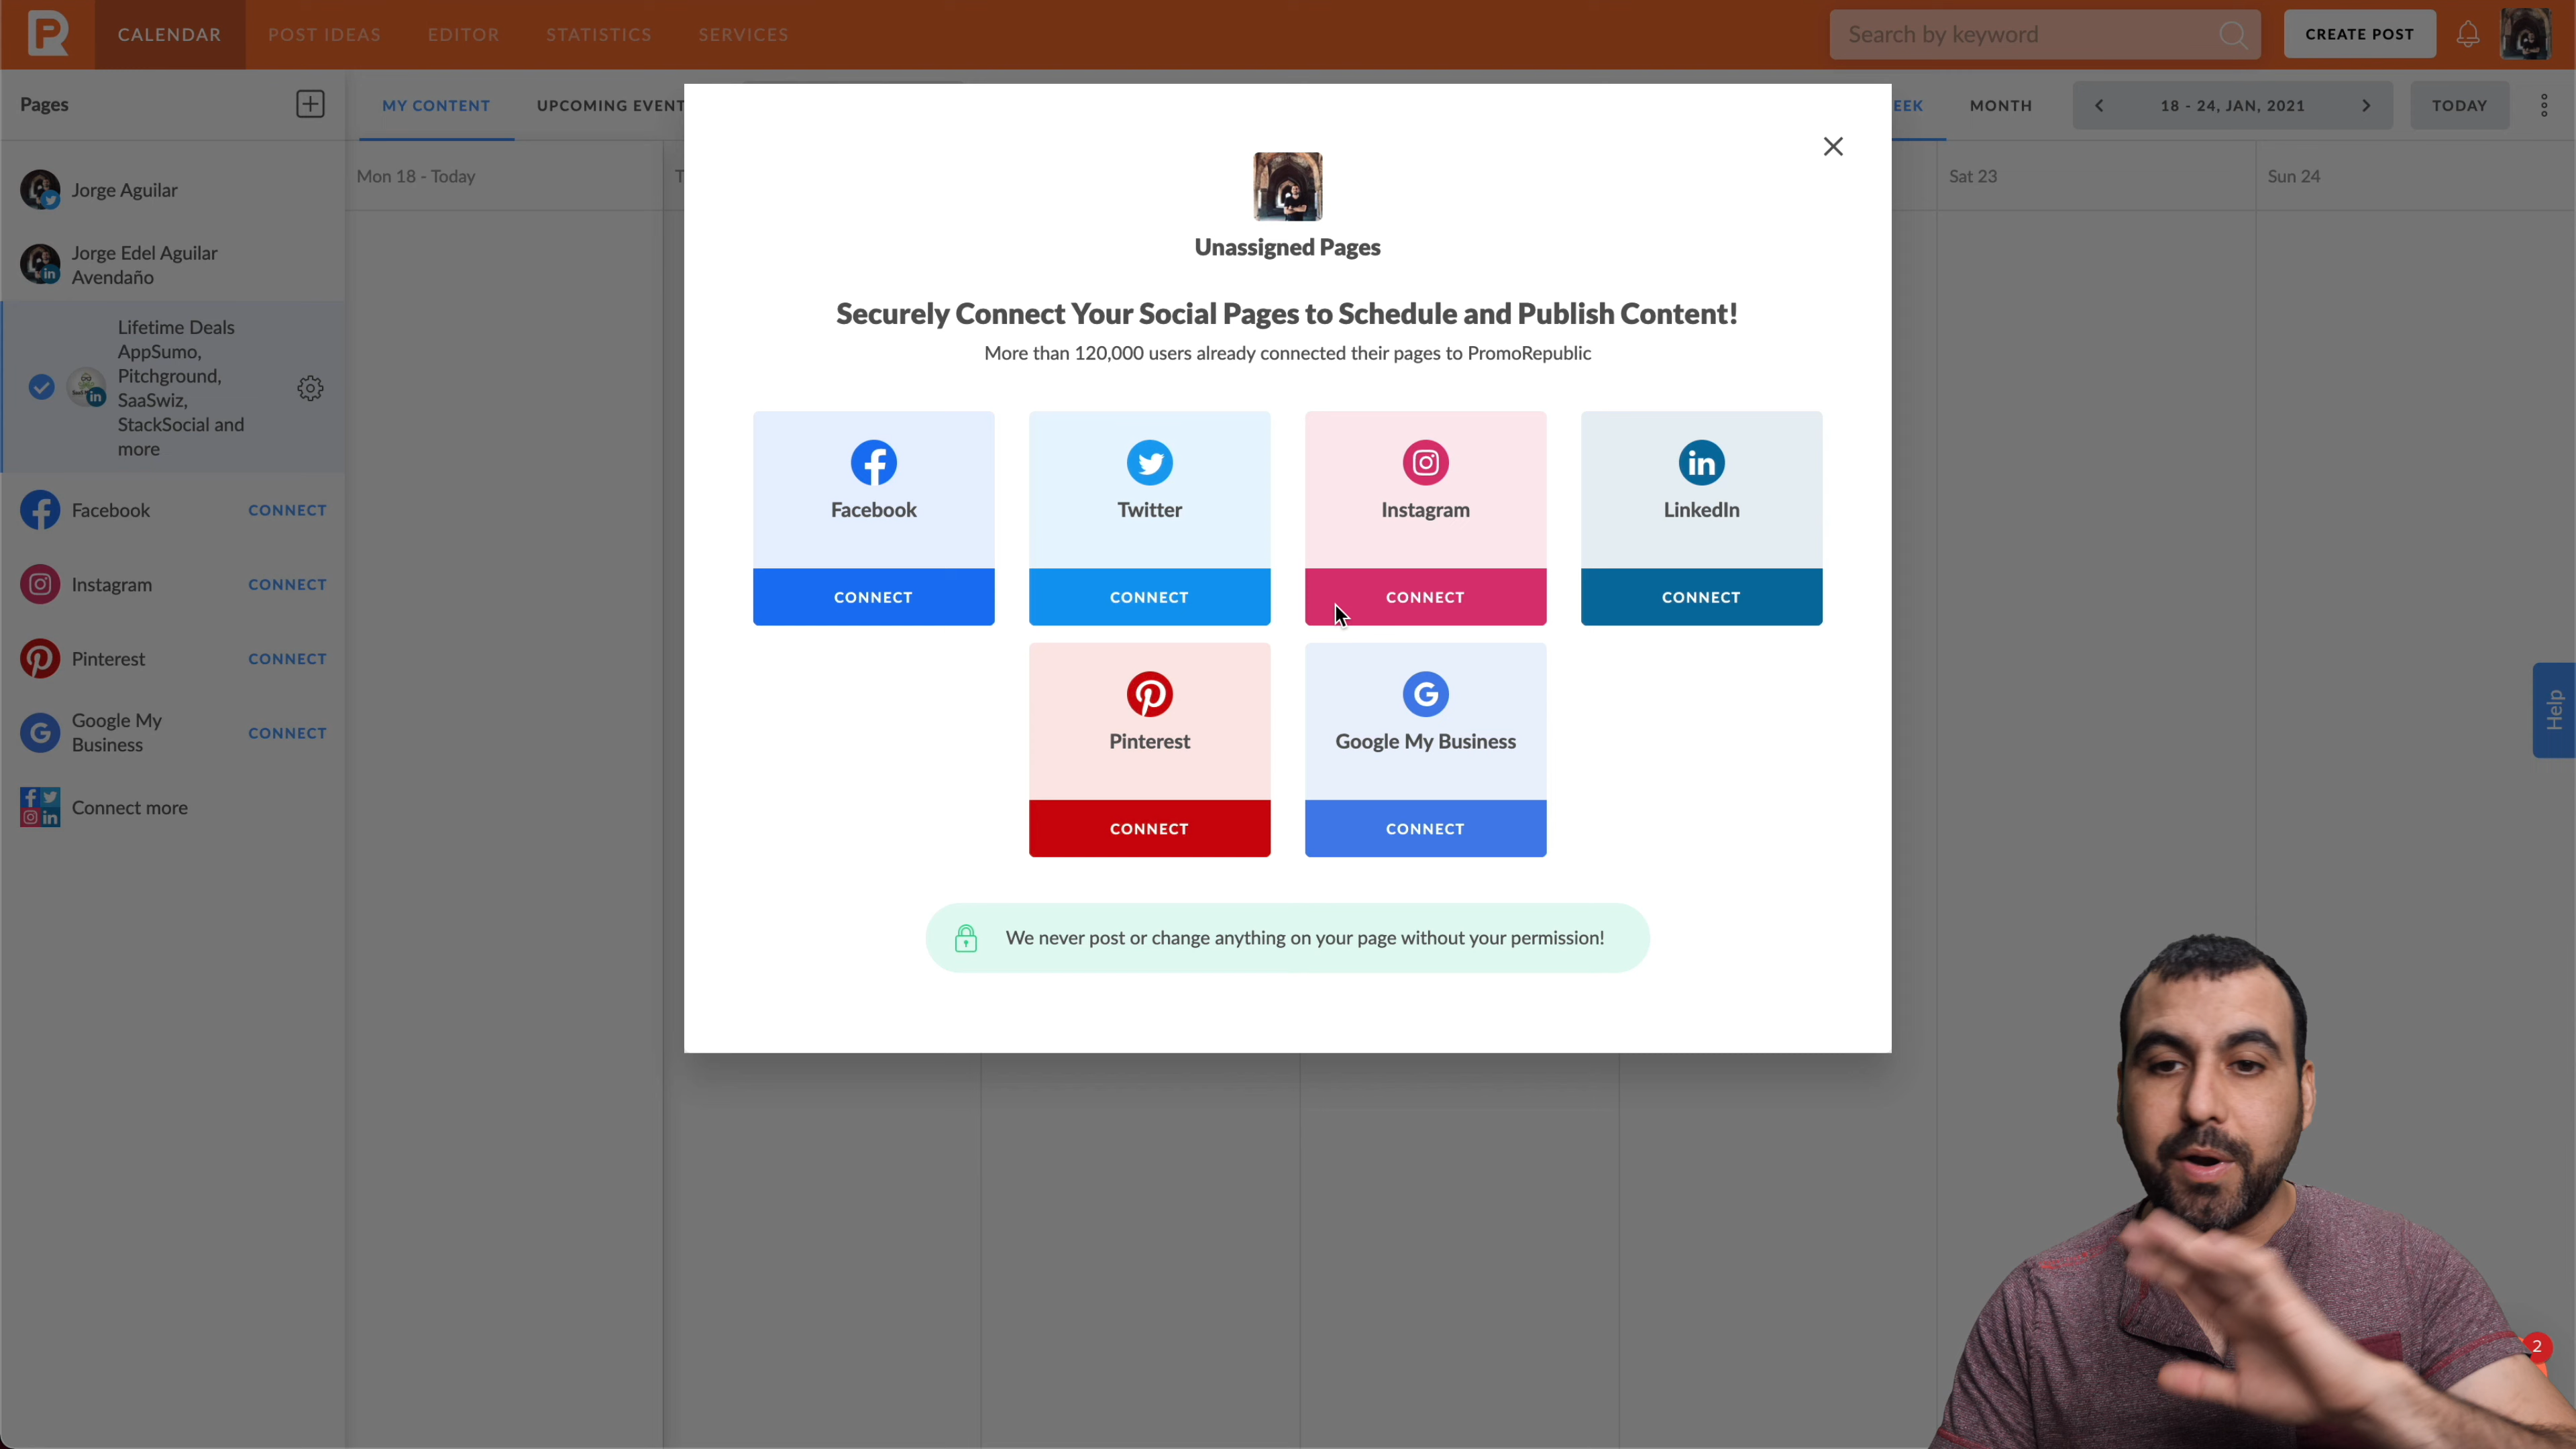 CALENDAR
POST IDEAS
EDITOR
STATISTICS
SERVICES
Search by keyword
CREATE POST
Pages
MY CONTENT
UPCOMING EVENT
EEK
MONTH
18 - 24, JAN, 2021
TODAY
Mon 18 - Today
T
Sat 23
Sun 24
Jorge Aguilar
Jorge Edel Aguilar
Avendaño
Lifetime Deals
AppSumo,
Pitchground,
SaaSwiz,
StackSocial and
more
Facebook CONNECT
Instagram CONNECT
Pinterest CONNECT
Google My
Business
CONNECT
Connect more
Unassigned Pages
Securely Connect Your Social Pages to Schedule and Publish Content!
More than 120,000 users already connected their pages to PromoRepublic
Facebook
Twitter
Instagram
LinkedIn
CONNECT
CONNECT
CONNECT
CONNECT
Pinterest
Google My Business
CONNECT
CONNECT
We never post or change anything on your page without your permission!
Help
2